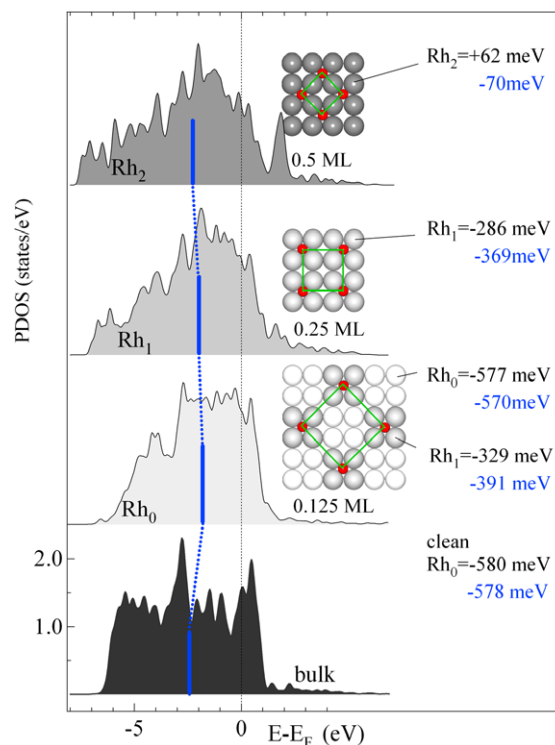 Rh2=+62 meV
-70meV
Rh2
0.5 ML
Rh1=-286 meV
-369meV
Rh1
0.25 ML
PDOS (states/eV)
Rh0=-577 meV
-570meV
Rh1=-329 meV
-391 meV
Rh0
0.125 ML
clean
Rh0=-580 meV
-578 meV
2.0
1.0
bulk
-5
0
E-EF (eV)